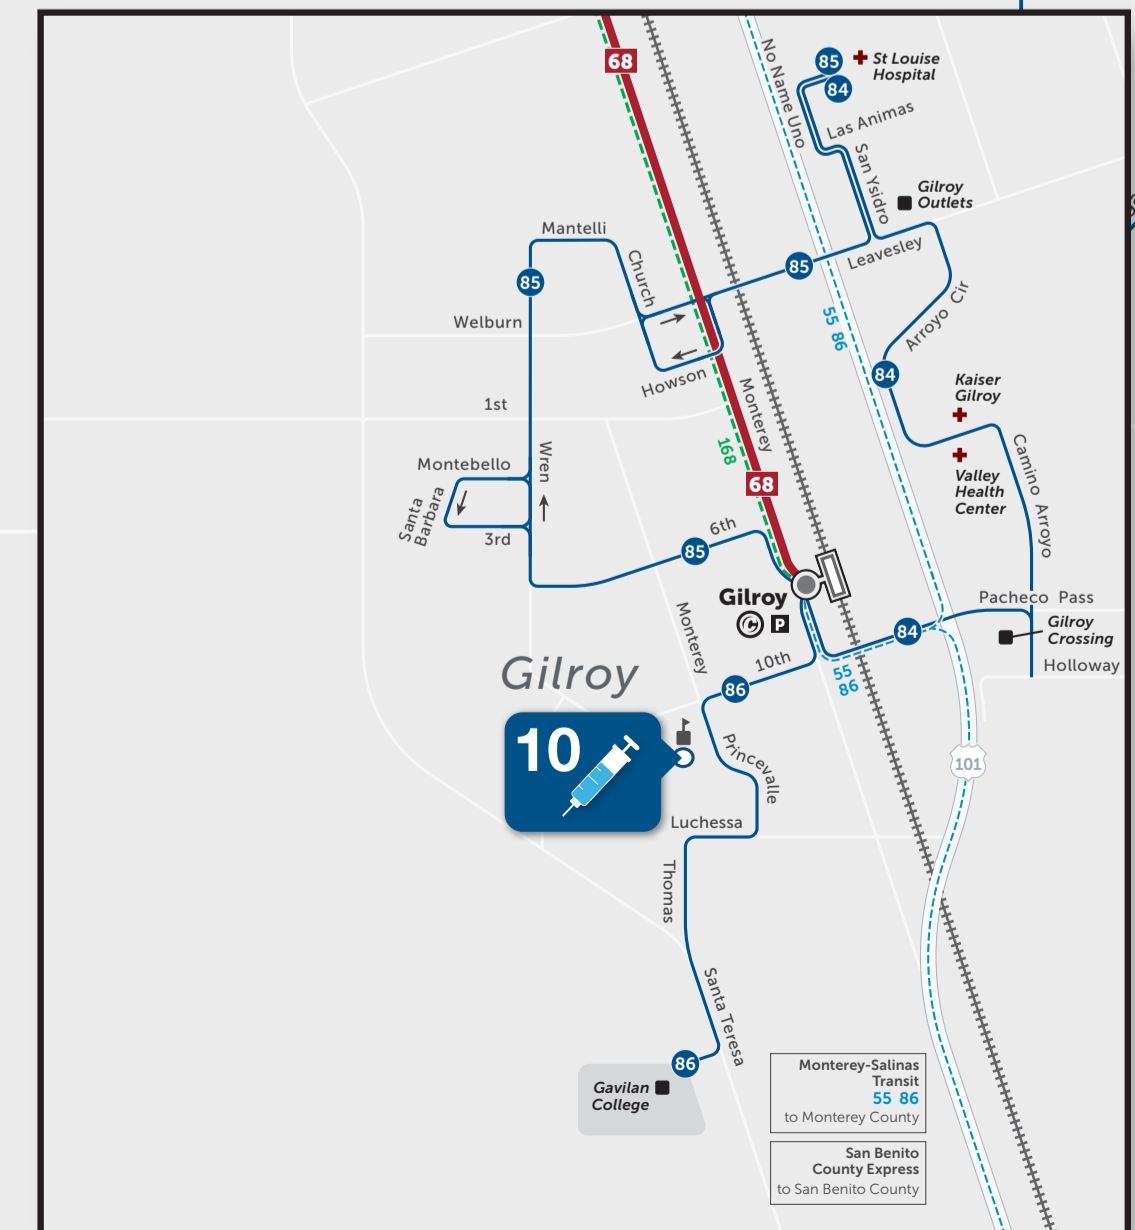 68
No Name Uno
85
St Louise
Hospital
84
Las Animas
San Ysidro
Gilroy
Outlets
Mantelli
Church
85
Leavesley
85
Welburn
Arroyo Cir
55 86
Howson
84
Kaiser
Gilroy
1st
Monterey
168
Wren
Montebello
Santa
Barbara
3rd
68
Valley
Health
Center
Camino Arroyo
6th
85
Gilroy
C P
Pacheco Pass
Gilroy
Crossing
84
Monterey
10th
55
86
Holloway
Gilroy
86
10
Princevalle
101
Luchessa
Thomas
Santa Teresa
86
Gavilan
College
Monterey-Salinas
Transit
55 86
to Monterey County
San Benito
County Express
to San Benito County